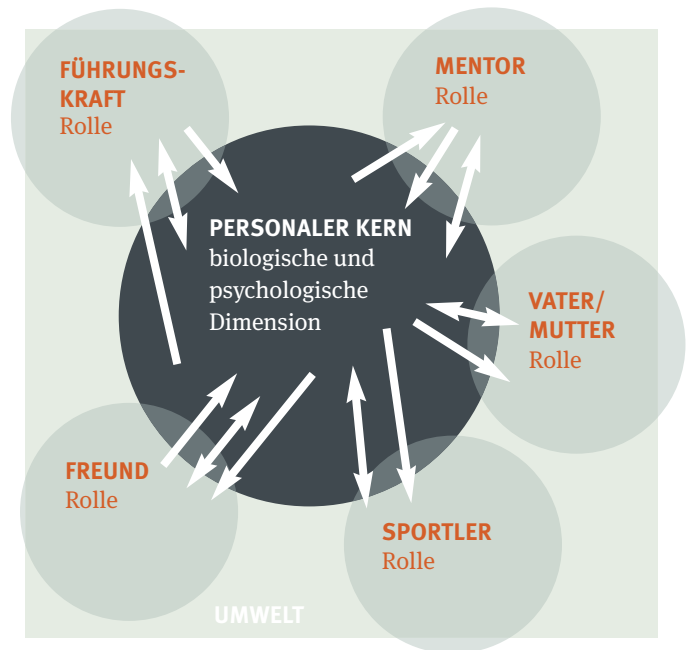 FÜHRUNGS-
KRAFT
Rolle
MENTOR
Rolle
PERSONALER KERN
biologische und
psychologische
Dimension
VATER/
MUTTER
Rolle
FREUND
Rolle
SPORTLER
Rolle
UMWELT